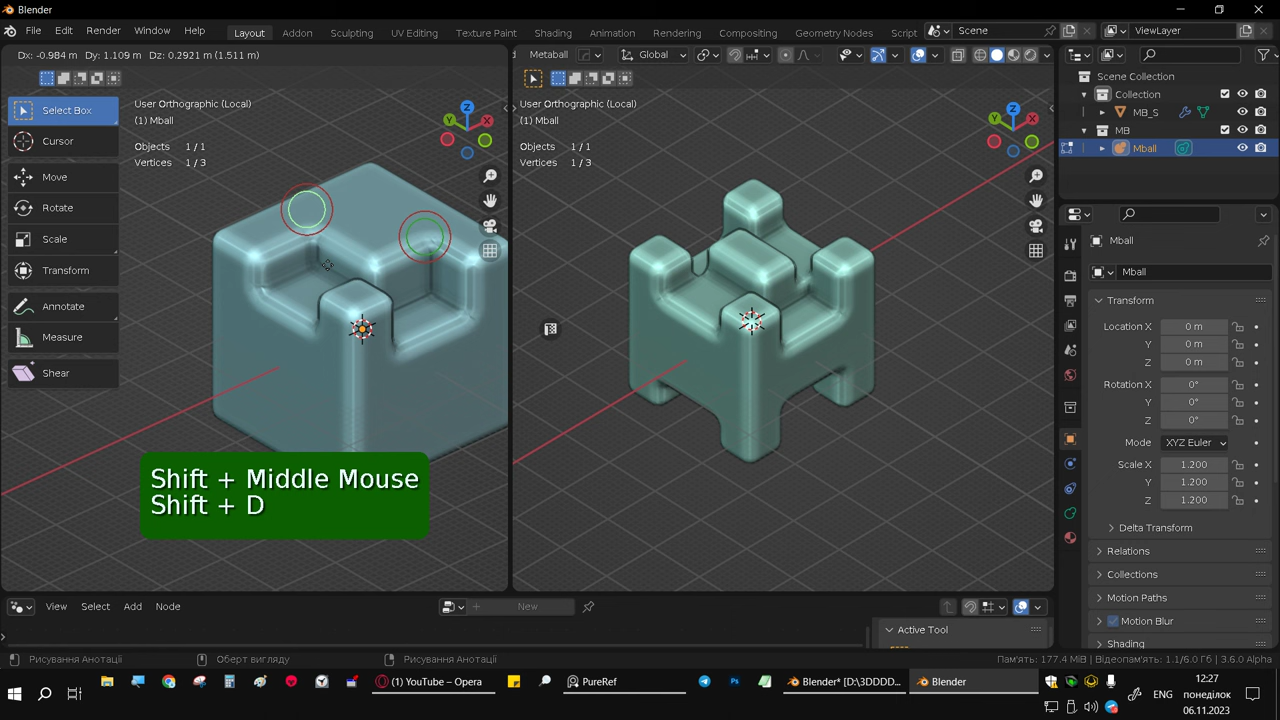 Blender
File Edit Render Window Help Layout Addon Sculpting UV Editing Texture Paint Shading Animation Rendering Compositing Geometry Nodes Script Scene ViewLayer
Dx: -0.984 m Dy: 1.109 m Dz: 0.2921 m (1.511 m)
Metaball Global
Select Box
Cursor
Move
Rotate
Scale
Transform
Annotate
Measure
Shear
User Orthographic (Local)
(1) Mball
Objects 1/1
Vertices 1/3
Z
Y
X
User Orthographic (Local)
(1) Mball
Objects 1/1
Vertices 1/3
Z
Y
X
Shift + Middle Mouse
Shift + D
Scene Collection
Collection
MB_S
MB
Mball
Mball
Mball
Transform
Location X 0 m
Y 0 m
Z 0 m
Rotation X 0°
Y 0°
Z 0°
Mode XYZ Euler
Scale X 1.200
Y 1.200
Z 1.200
Delta Transform
Relations
Collections
Motion Paths
Motion Blur
Shading
View Select Add Node New
Active Tool
Рисування Анотації Оберт вигляду Рисування Анотації Пам'ять: 177.4 MiB | Відеопам'ять: 1.1/6.0 Гб | 3.6.0 Alpha
(1) YouTube – Opera PureRef Blender* [D:\3DDDD... Blender
ENG
12:27
понеділок
06.11.2023